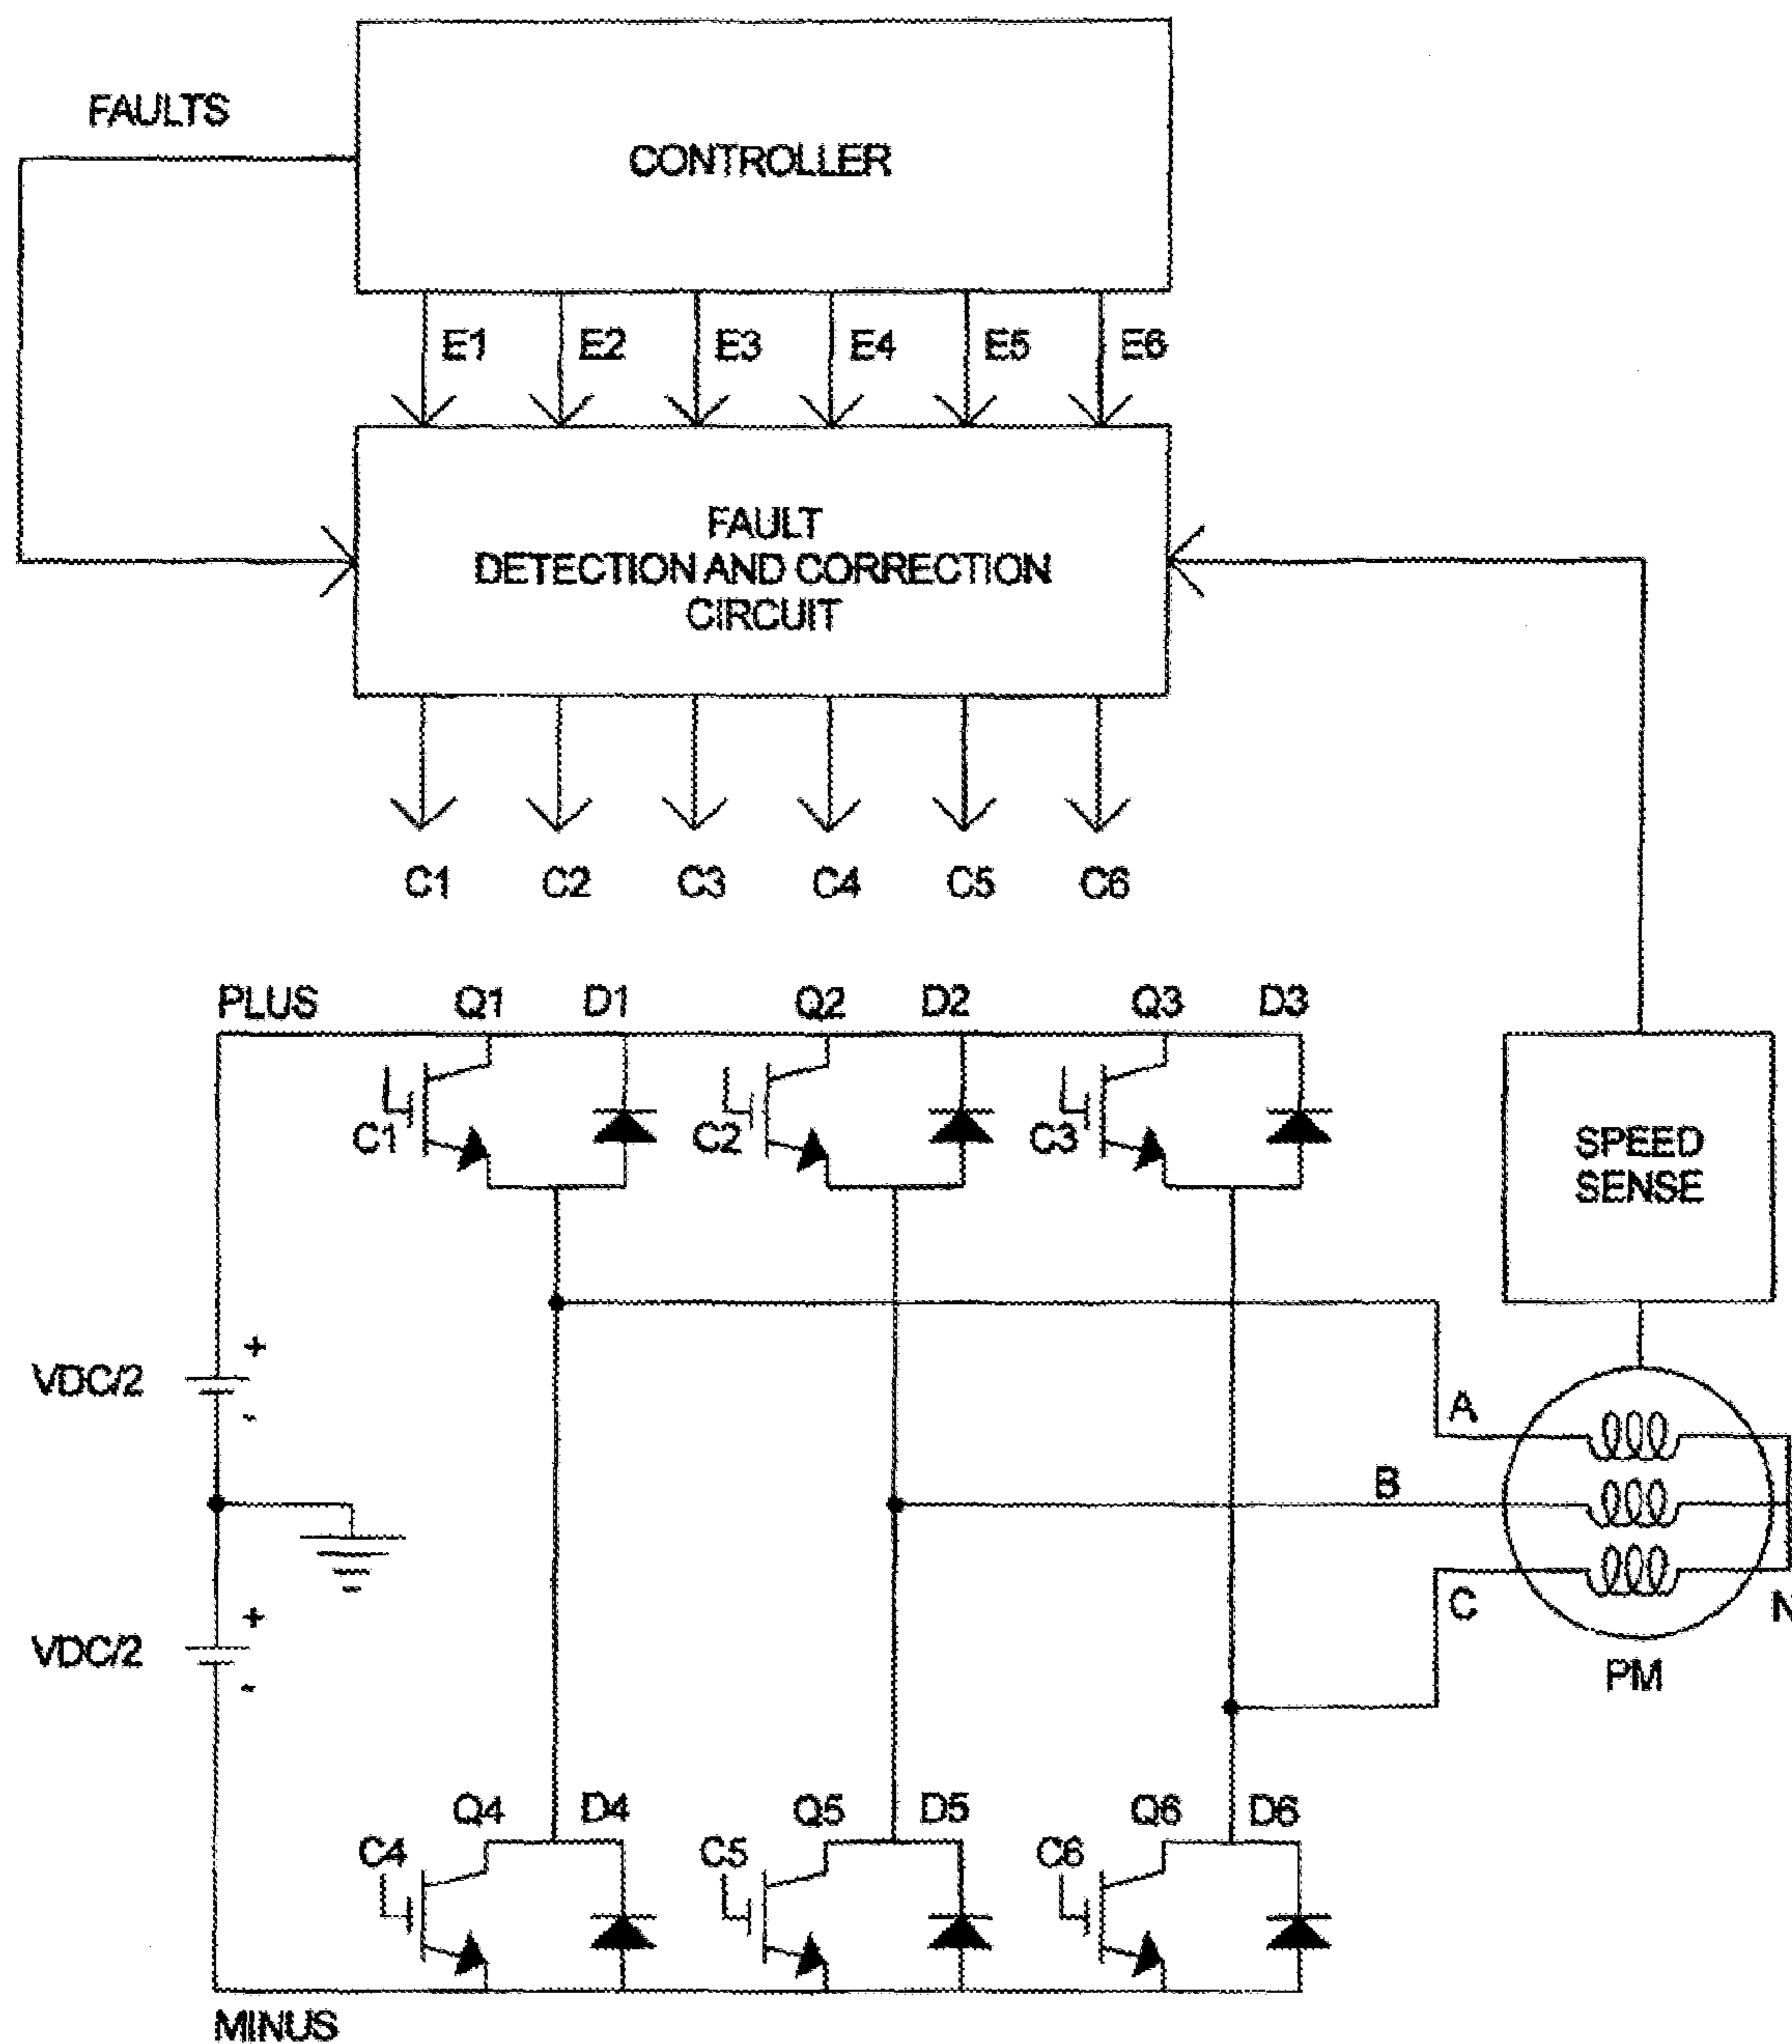 CONTROLLER
FAULTS
E1 E2 E3 E4 E5 E6
FAULT
DETECTION AND CORRECTION
CIRCUIT
C1 C2 C3 C4 C5 C6
PLUS Q1 D1 Q2 D2 Q3 D3
C1 C2 C3
SPEED
SENSE
+
VDC/2
-
A
B
C
N
PM
+
VDC/2
-
Q4 D4 Q5 D5 Q6 D6
C4 C5 C6
MINUS